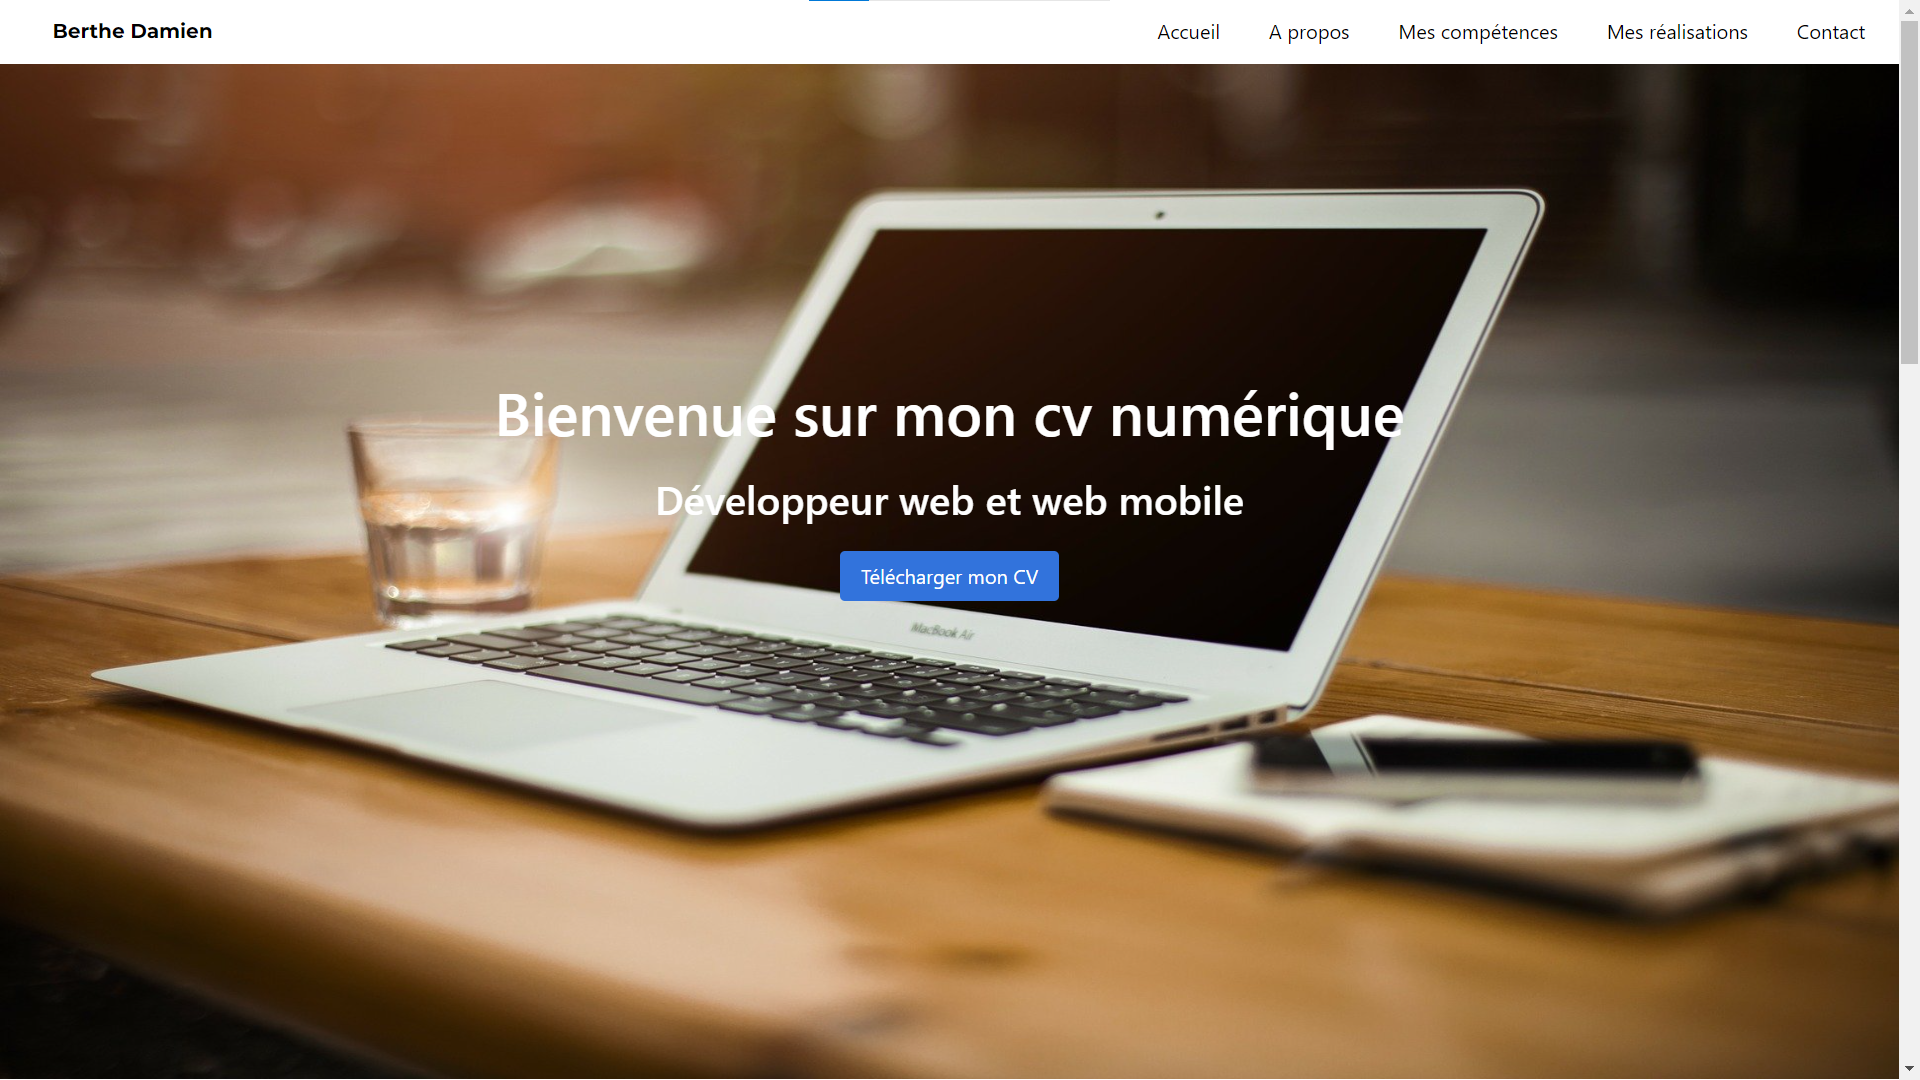 Berthe Damien
Accueil
A propos
Mes compétences
Mes réalisations
Contact
Bienvenue sur mon cv numérique
Développeur web et web mobile
Télécharger mon CV
MacBook Air